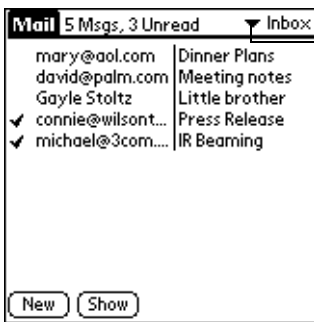 Mail 5 Msgs, 3 Unread Inbox
mary@aol.com Dinner Plans
david@palm.com Meeting notes
Gayle Stoltz Little brother
connie@wilsont... Press Release
michael@3com.... IR Beaming
New Show